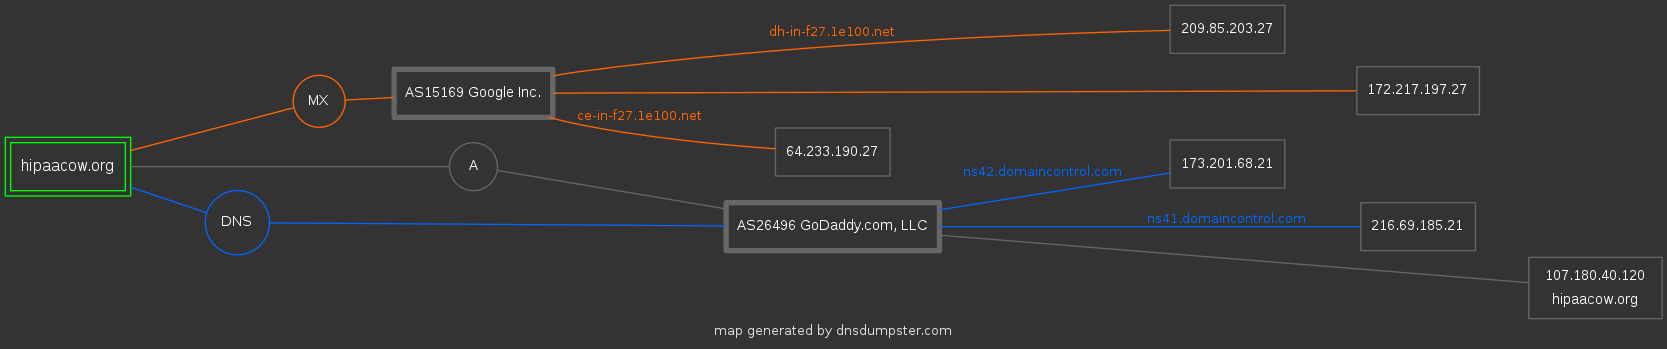 dh-in-f27.1e100.net
209.85.203.27
MX
AS15169 Google Inc.
172.217.197.27
ce-in-f27.1e100.net
64.233.190.27
hipaacow.org
A
173.201.68.21
ns42.domaincontrol.com
DNS
AS26496 GoDaddy.com, LLC
ns41.domaincontrol.com
216.69.185.21
107.180.40.120
hipaacow.org
map generated by dnsdumpster.com